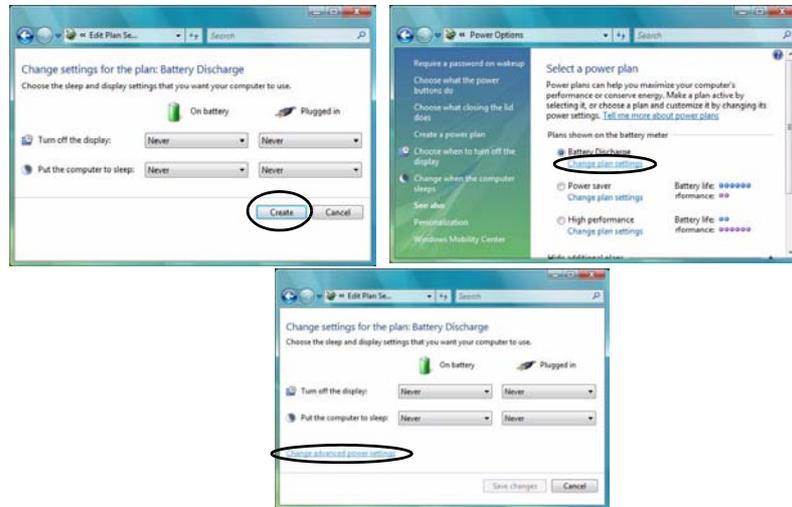 « Edit Plan Se...
Search
Change settings for the plan: Battery Discharge
Choose the sleep and display settings that you want your computer to use.
On battery
Plugged in
Turn off the display:
Never
Never
Put the computer to sleep:
Never
Never
Create
Cancel
« Power Options
Search
Require a password on wakeup
Choose what the power buttons do
Choose what closing the lid does
Create a power plan
Choose when to turn off the display
Change when the computer sleeps
See also
Personalization
Windows Mobility Center
Select a power plan
Power plans can help you maximize your computer's
performance or conserve energy. Make a plan active by
selecting it, or choose a plan and customize it by changing its
power settings. Tell me more about power plans
Plans shown on the battery meter
Battery Discharge
Change plan settings
Power saver
Battery life:
Change plan settings
rformance:
High performance
Battery life:
Change plan settings
rformance:
Hide additional plans
« Edit Plan Se...
Search
Change settings for the plan: Battery Discharge
Choose the sleep and display settings that you want your computer to use.
On battery
Plugged in
Turn off the display:
Never
Never
Put the computer to sleep:
Never
Never
Change advanced power settings
Save changes
Cancel